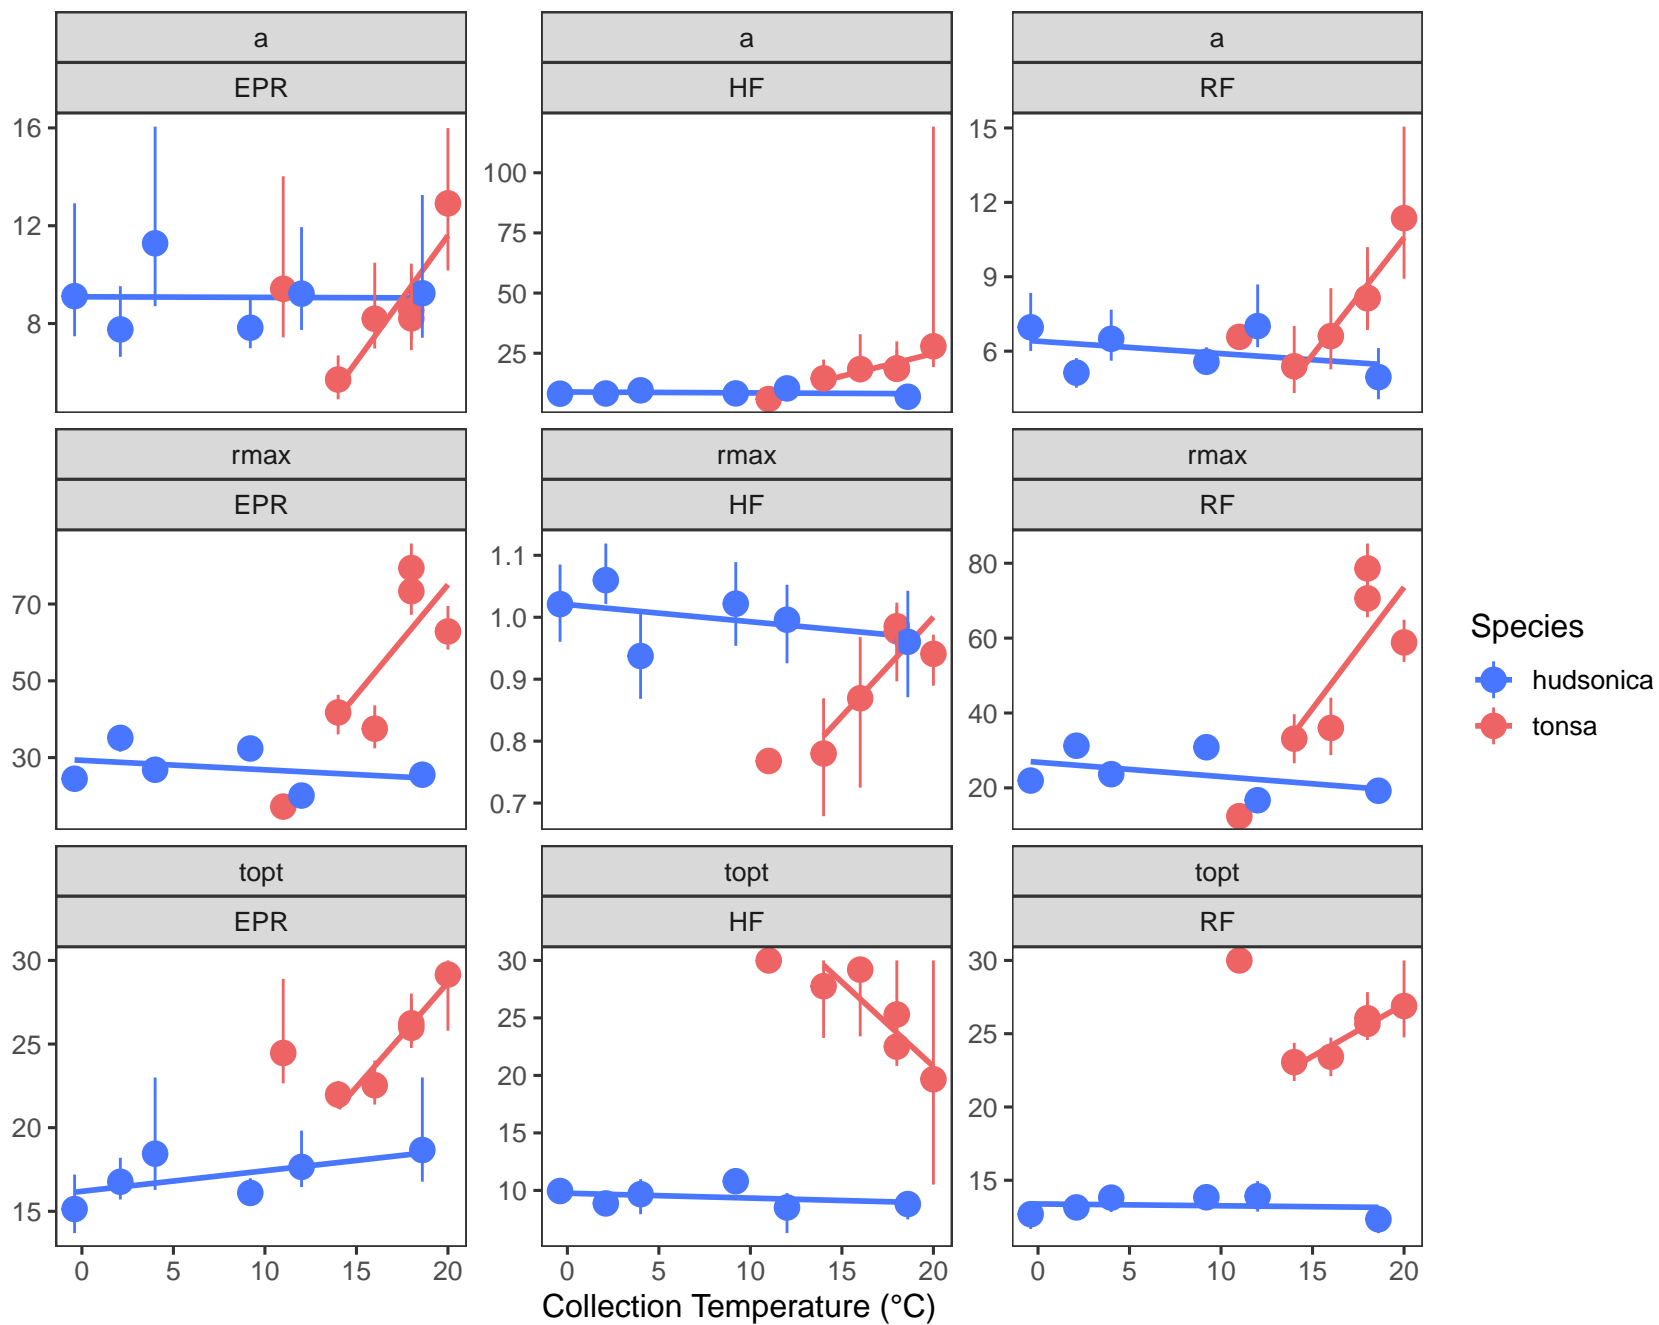 a
a
a
EPR
HF
RF
16
12
8
100
75
50
25
15
12
9
6
rmax
rmax
rmax
EPR
HF
RF
70
50
30
1.1
1.0
0.9
0.8
0.7
80
60
40
20
Species
hudsonica
tonsa
topt
topt
topt
EPR
HF
RF
30
25
20
15
30
25
20
15
10
30
25
20
15
0 5 10 15 20
0 5 10 15 20
0 5 10 15 20
Collection Temperature (°C)